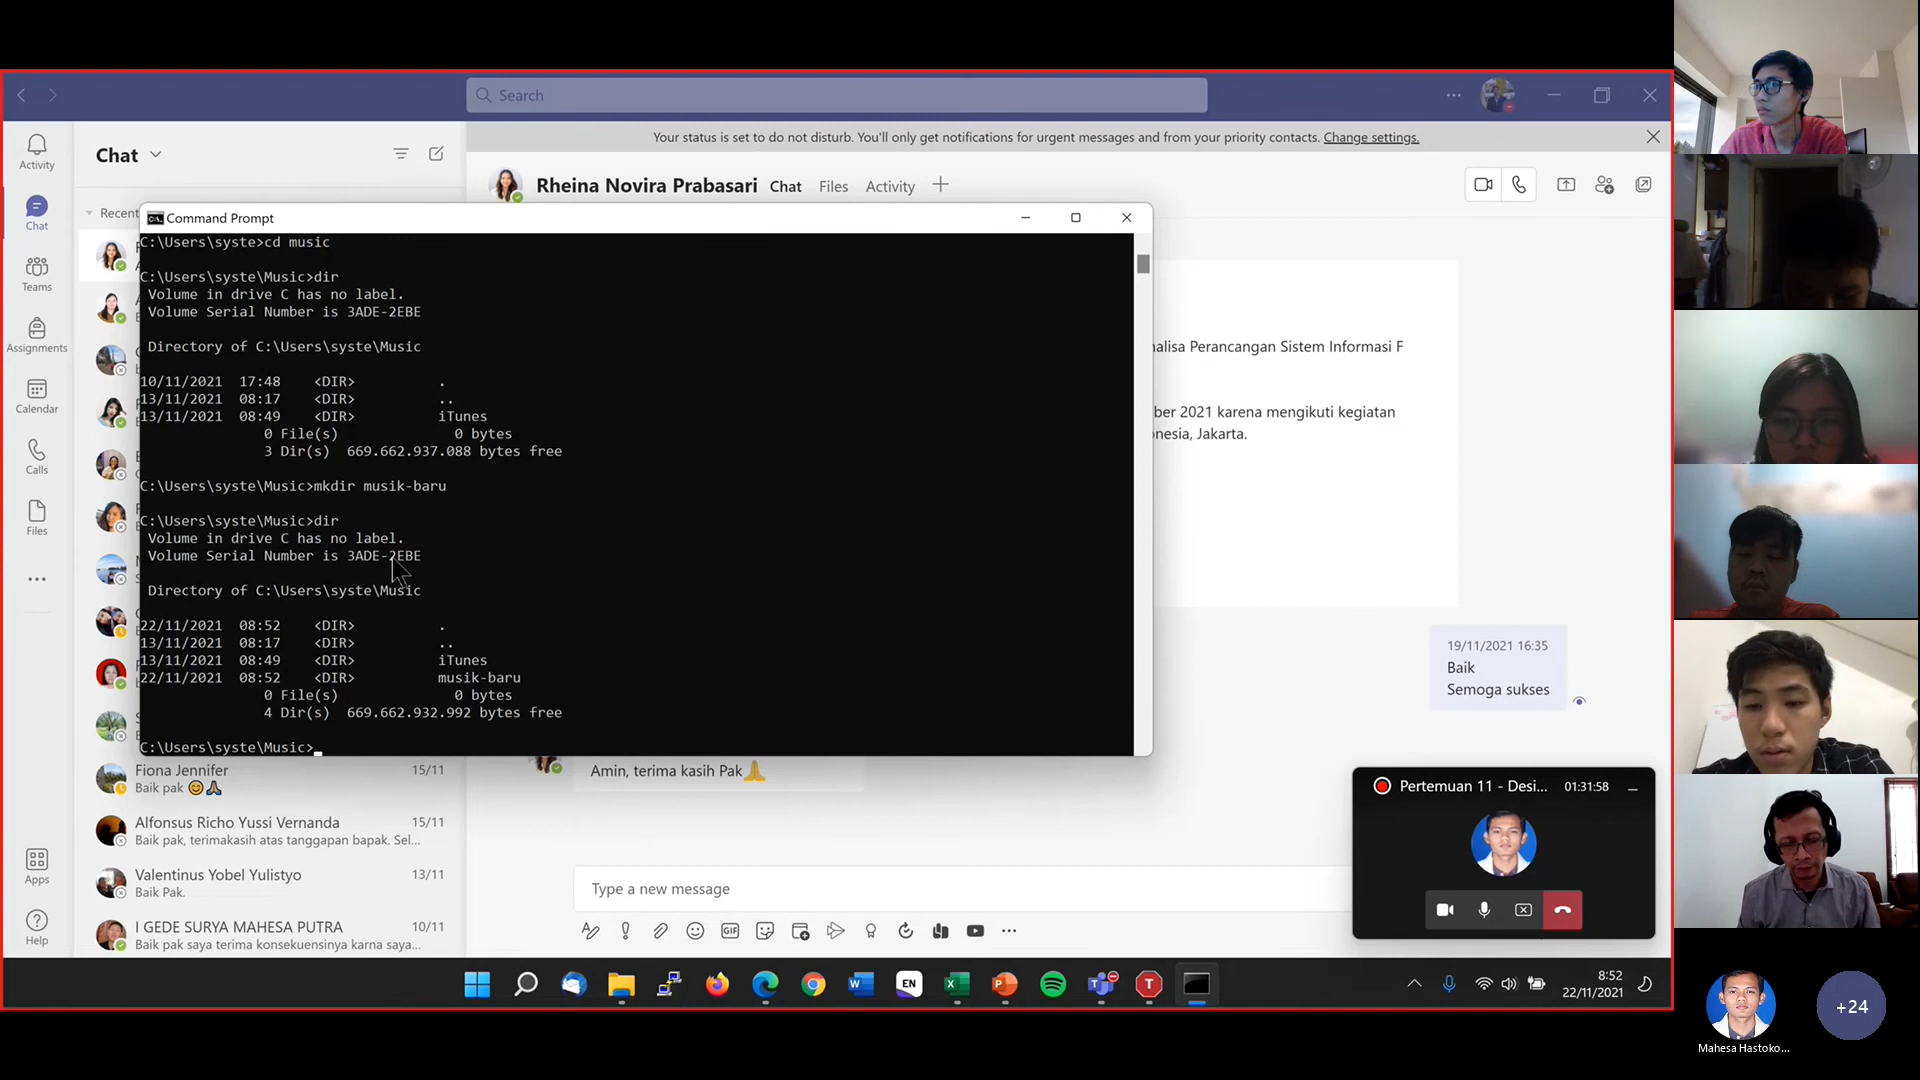 Search
Your status is set to do not disturb. You'll only get notifications for urgent messages and from your priority contacts. Change settings.
Activity
Chat
Teams
Assignments
Calendar
Calls
Files
Apps
Help
Chat
Recent
Rheina Novira Prabasari Chat Files Activity
Command Prompt
C:\Users\syste>cd music
C:\Users\syste\Music>dir
Volume in drive C has no label.
Volume Serial Number is 3ADE-2EBE
Directory of C:\Users\syste\Music
10/11/2021 17:48 <DIR> .
13/11/2021 08:17 <DIR> ..
13/11/2021 08:49 <DIR> iTunes
0 File(s) 0 bytes
3 Dir(s) 669.662.937.088 bytes free
C:\Users\syste\Music>mkdir musik-baru
C:\Users\syste\Music>dir
Volume in drive C has no label.
Volume Serial Number is 3ADE-2EBE
Directory of C:\Users\syste\Music
22/11/2021 08:52 <DIR> .
13/11/2021 08:17 <DIR> ..
13/11/2021 08:49 <DIR> iTunes
22/11/2021 08:52 <DIR> musik-baru
0 File(s) 0 bytes
4 Dir(s) 669.662.932.992 bytes free
C:\Users\syste\Music>
Perancangan Sistem Informasi F
2021 karena mengikuti kegiatan
Jakarta.
19/11/2021 16:35
Baik
Semoga sukses
Amin, terima kasih Pak🙏
Fiona Jennifer 15/11
Baik pak 😊🙏
Alfonsus Richo Yussi Vernanda 15/11
Baik pak, terimakasih atas tanggapan bapak. Sel...
Valentinus Yobel Yulistyo 13/11
Baik Pak.
I GEDE SURYA MAHESA PUTRA 10/11
Baik pak saya terima konsekuensinya karna saya...
Type a new message
GIF
Pertemuan 11 - Desi... 01:31:58
EN
8:52
22/11/2021
+24
Mahesa Hastoko...